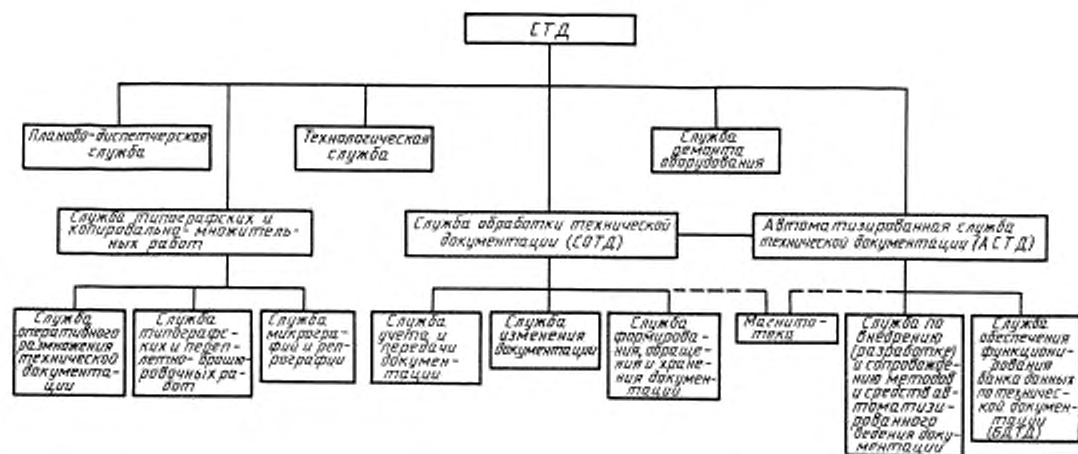 СТД
Планово-диспетчерская
служба
Технологическая
служба
Служба
ремонта
оборудования
Служба типографских и
копировально-множитель-
ных работ
Служба обработки технической
документации (СОТД)
Автоматизированная служба
технической документации (АСТД)
Служба
оперативного
размножения
технической
документа-
ции
Служба
типографс-
ких и переп-
летно-брошю-
ровочных ра-
бот
Служба
микрогра-
фии и реп-
рографии
Служба
учета и
передачи
докумен-
тации
Служба
изменения
документации
Служба
формирова-
ния, обраще-
ния и хране-
ния докумен-
таций
Магнито-
тека
Служба по
внедрению
(разработке)
и сопровожде-
нию методов
и средств ав-
томатизи-
рованного
ведения доку-
ментации
Служба
обеспечения
функциони-
рования
банка данных
по техничес-
кой докумен-
тации
(БДТД)